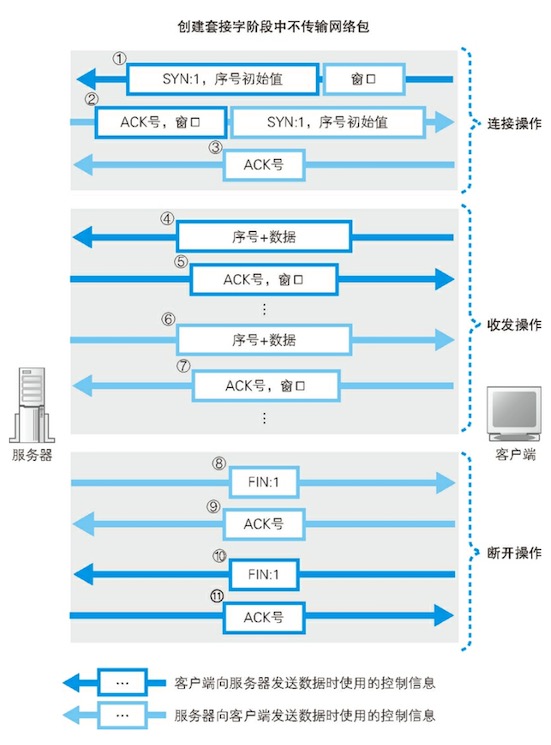 创建套接字阶段中不传输网络包
①
SYN:1，序号初始值
窗口
②
ACK号，窗口
SYN:1，序号初始值
连接操作
③
ACK号
④
序号+数据
⑤
ACK号，窗口
⋮
收发操作
⑥
序号+数据
⑦
ACK号，窗口
⋮
服务器
客户端
⑧
FIN:1
⑨
ACK号
断开操作
⑩
FIN:1
⑪
ACK号
… 客户端向服务器发送数据时使用的控制信息
… 服务器向客户端发送数据时使用的控制信息